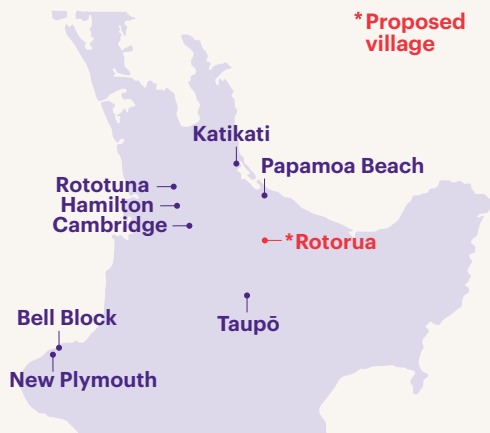 *Proposed
village
Katikati
Papamoa Beach
Rototuna
Hamilton
Cambridge
*Rotorua
Taupō
Bell Block
New Plymouth